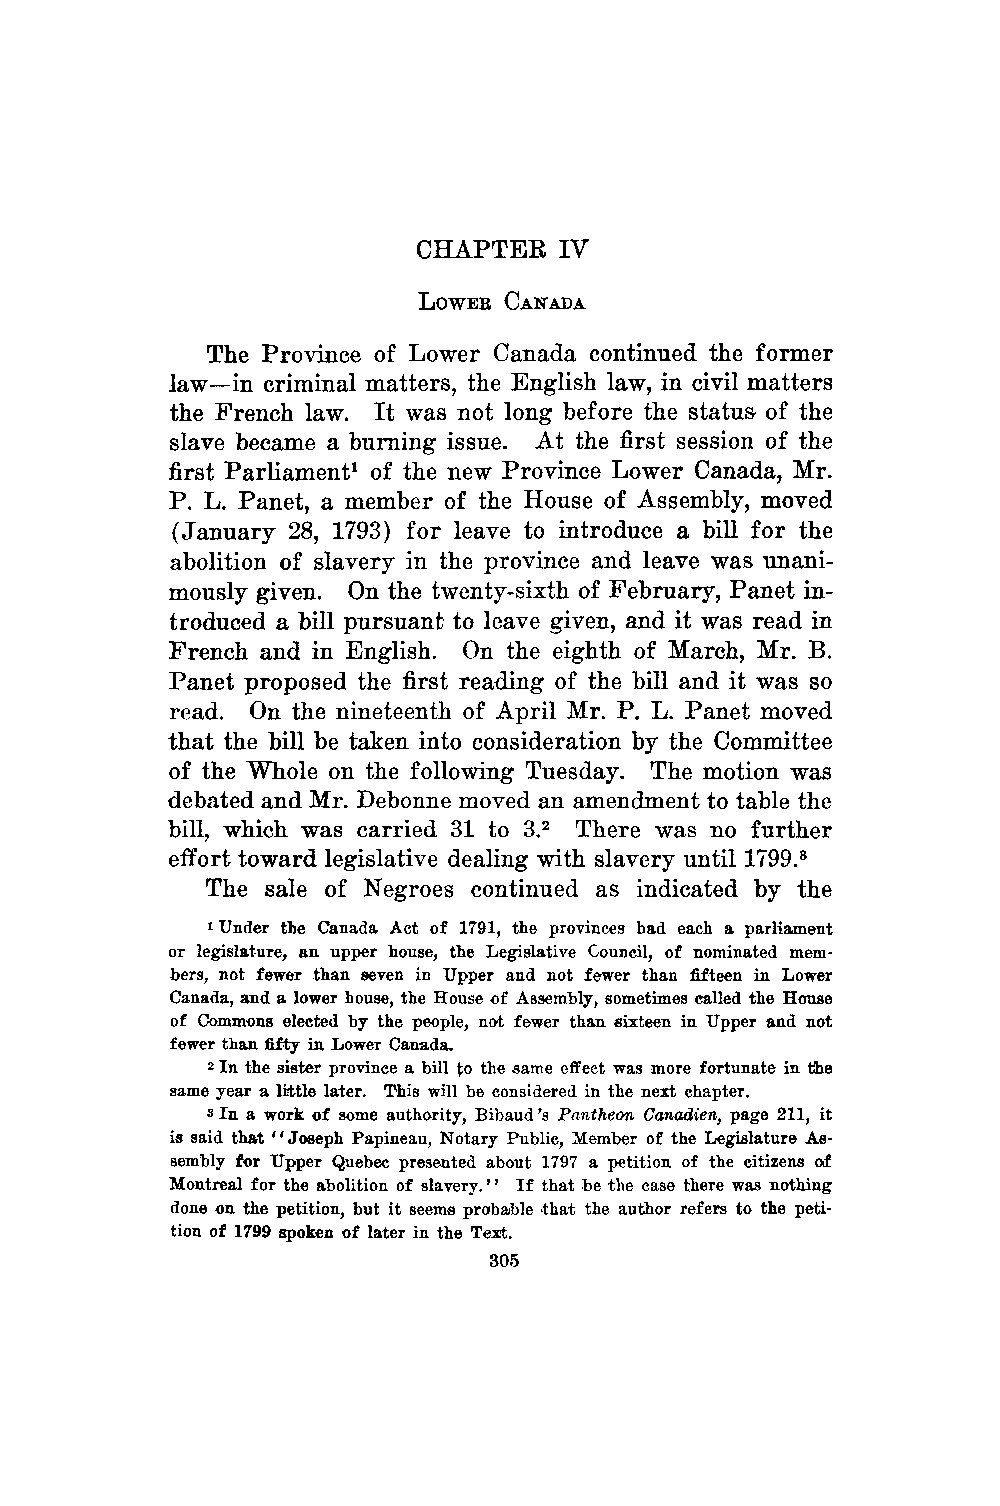 CHAPTER IV
LOWER CANADA
The Province of Lower Canada continued the former
law—in criminal matters, the English law, in civil matters
the French law. It was not long before the status of the
slave became a burning issue. At the first session of the
first Parliament¹ of the new Province Lower Canada, Mr.
P. L. Panet, a member of the House of Assembly, moved
(January 28, 1793) for leave to introduce a bill for the
abolition of slavery in the province and leave was unani-
mously given. On the twenty-sixth of February, Panet in-
troduced a bill pursuant to leave given, and it was read in
French and in English. On the eighth of March, Mr. B.
Panet proposed the first reading of the bill and it was so
read. On the nineteenth of April Mr. P. L. Panet moved
that the bill be taken into consideration by the Committee
of the Whole on the following Tuesday. The motion was
debated and Mr. Debonne moved an amendment to table the
bill, which was carried 31 to 3.² There was no further
effort toward legislative dealing with slavery until 1799.³
The sale of Negroes continued as indicated by the
¹ Under the Canada Act of 1791, the provinces had each a parliament
or legislature, an upper house, the Legislative Council, of nominated mem-
bers, not fewer than seven in Upper and not fewer than fifteen in Lower
Canada, and a lower house, the House of Assembly, sometimes called the House
of Commons elected by the people, not fewer than sixteen in Upper and not
fewer than fifty in Lower Canada.
² In the sister province a bill to the same effect was more fortunate in the
same year a little later. This will be considered in the next chapter.
³ In a work of some authority, Bibaud's Pantheon Canadien, page 211, it
is said that "Joseph Papineau, Notary Public, Member of the Legislature As-
sembly for Upper Quebec presented about 1797 a petition of the citizens of
Montreal for the abolition of slavery." If that be the case there was nothing
done on the petition, but it seems probable that the author refers to the peti-
tion of 1799 spoken of later in the Text.
305